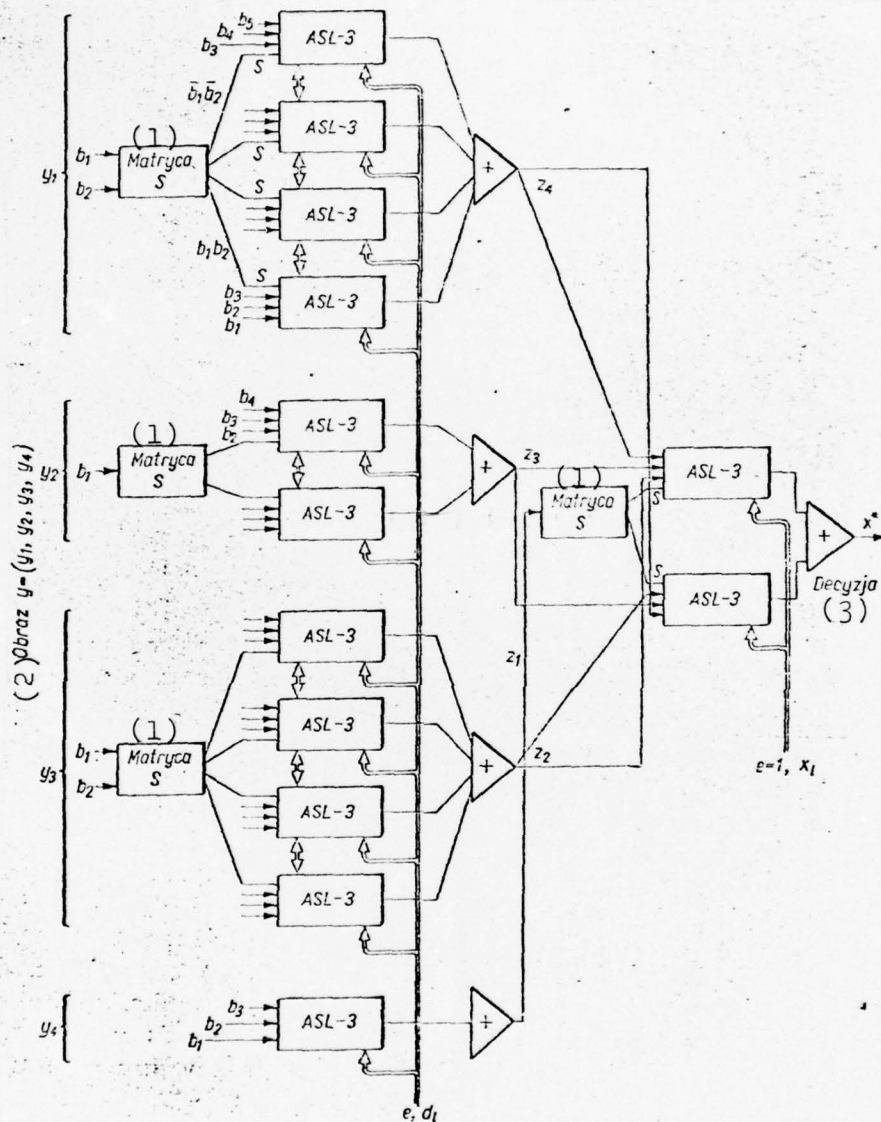 b5
b4
b3
ASL-3
S
b̄1b̄2
(1)
b1
Matryca
S
b2
y1
S
ASL-3
S
ASL-3
b1b2
S
b3
b2
b1
ASL-3
+
z4
(2) Obraz y=(y1, y2, y3, y4)
y2
(1)
b1
Matryca
S
b4
b3
b2
ASL-3
ASL-3
+
z3
(1)
Matryca
S
S
ASL-3
S
ASL-3
+
x*
Decyzja
(3)
e=1, xl
y3
(1)
b1
Matryca
S
b2
ASL-3
ASL-3
ASL-3
ASL-3
+
z1
z2
y4
b3
b2
b1
ASL-3
+
e, dl